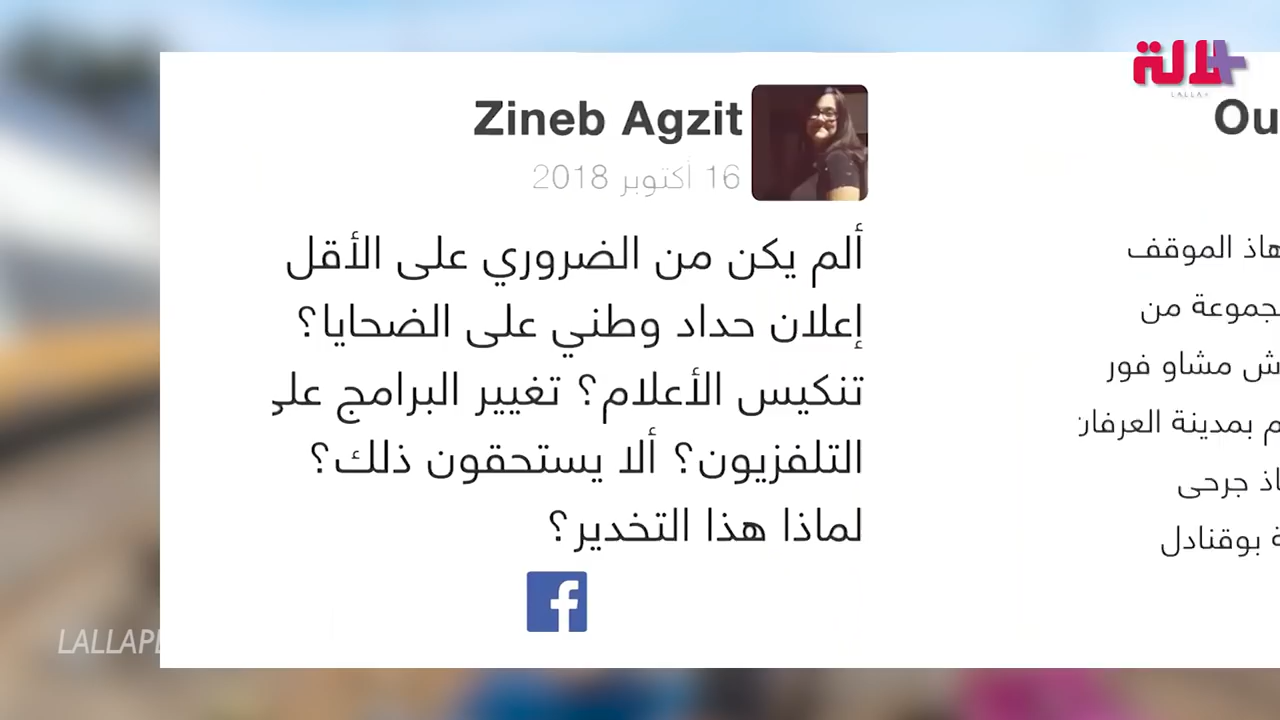 لالة+
LALLA+
Zineb Agzit
16 أكتوبر 2018
ألم يكن من الضروري على الأقل
إعلان حداد وطني على الضحايا؟
تنكيس الأعلام؟ تغيير البرامج على
التلفزيون؟ ألا يستحقون ذلك؟
لماذا هذا التخدير؟
f
Ou
هاذ الموقف
من
مشاو فور
بمدينة العرفان
جرحى
بوقنادل